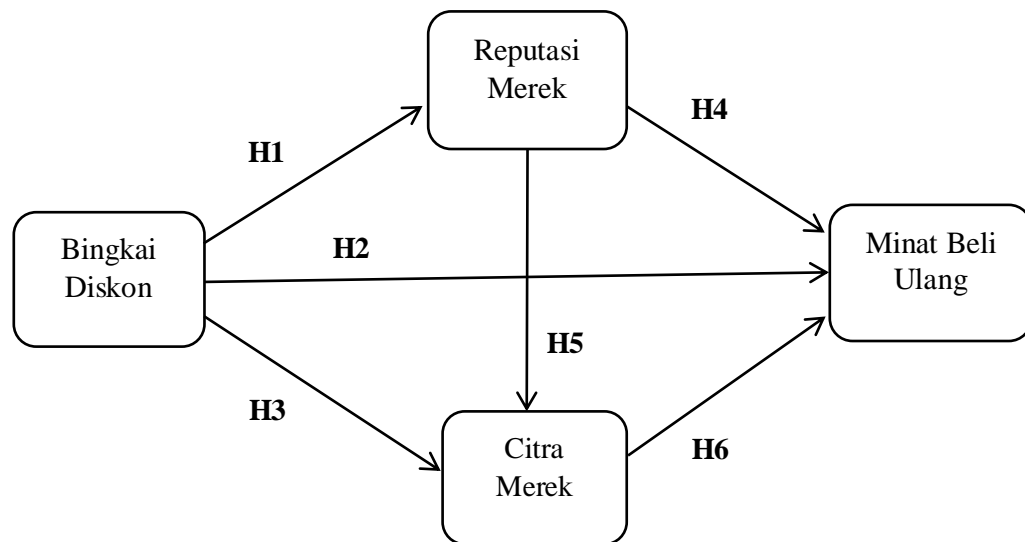 Reputasi
Merek
H4
H1
Bingkai
Diskon
H2
Minat Beli
Ulang
H5
H3
Citra
Merek
H6